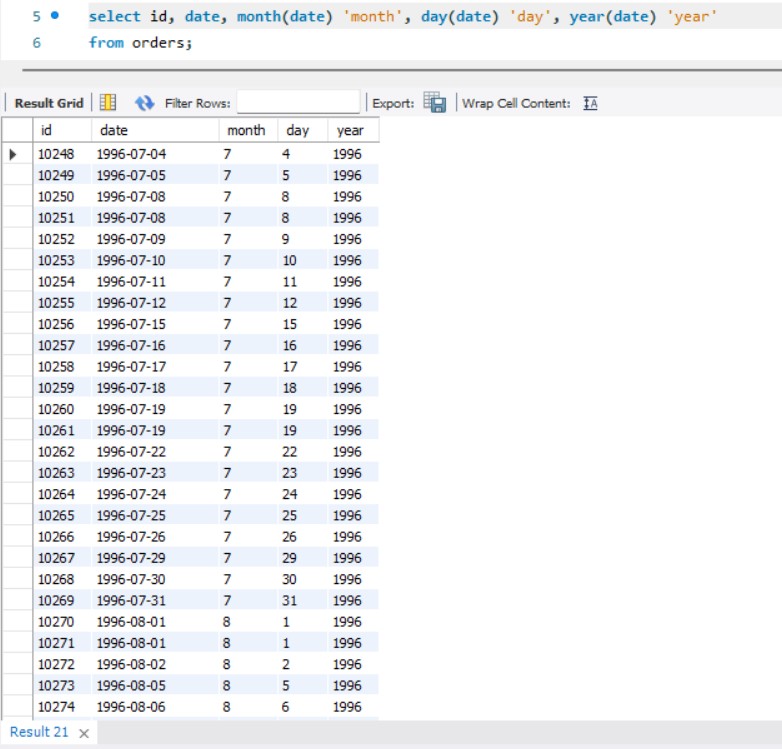 5 select id, date, month(date) 'month', day(date) 'day', year(date) 'year'
6 from orders;
Result Grid Filter Rows: Export: Wrap Cell Content: IA
id date month day year
10248 1996-07-04 7 4 1996
10249 1996-07-05 7 5 1996
10250 1996-07-08 7 8 1996
10251 1996-07-08 7 8 1996
10252 1996-07-09 7 9 1996
10253 1996-07-10 7 10 1996
10254 1996-07-11 7 11 1996
10255 1996-07-12 7 12 1996
10256 1996-07-15 7 15 1996
10257 1996-07-16 7 16 1996
10258 1996-07-17 7 17 1996
10259 1996-07-18 7 18 1996
10260 1996-07-19 7 19 1996
10261 1996-07-19 7 19 1996
10262 1996-07-22 7 22 1996
10263 1996-07-23 7 23 1996
10264 1996-07-24 7 24 1996
10265 1996-07-25 7 25 1996
10266 1996-07-26 7 26 1996
10267 1996-07-29 7 29 1996
10268 1996-07-30 7 30 1996
10269 1996-07-31 7 31 1996
10270 1996-08-01 8 1 1996
10271 1996-08-01 8 1 1996
10272 1996-08-02 8 2 1996
10273 1996-08-05 8 5 1996
10274 1996-08-06 8 6 1996
Result 21